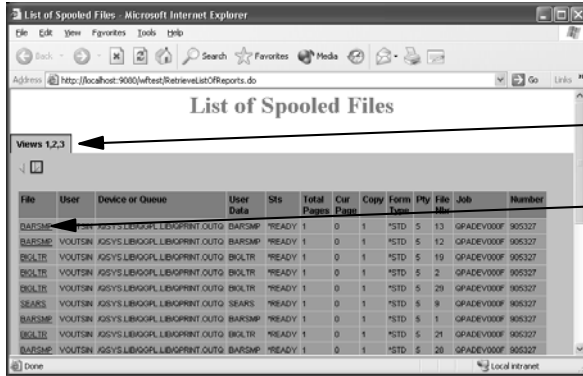 List of Spooled Files - Microsoft Internet Explorer
File Edit View Favorites Tools Help
Back Search Favorites Media
Address http://localhost:9080/wftest/RetrieveListOfReports.do Go Links
List of Spooled Files
Views 1,2,3
File User Device or Queue User Data Sts Total Pages Cur Page Copy Form Type Pty File Nbr Job Number
BARSMP VOUTSIN /QSYS.LIB/QGPL.LIB/QPRINT.OUTQ BARSMP *READY 1 0 1 *STD 5 13 QPADEV000F 905327
BARSMP VOUTSIN /QSYS.LIB/QGPL.LIB/QPRINT.OUTQ BARSMP *READY 1 0 1 *STD 5 12 QPADEV000F 905327
BIGLTR VOUTSIN /QSYS.LIB/QGPL.LIB/QPRINT.OUTQ BIGLTR *READY 1 0 1 *STD 5 19 QPADEV000F 905327
BIGLTR VOUTSIN /QSYS.LIB/QGPL.LIB/QPRINT.OUTQ BIGLTR *READY 1 0 1 *STD 5 2 QPADEV000F 905327
BIGLTR VOUTSIN /QSYS.LIB/QGPL.LIB/QPRINT.OUTQ BIGLTR *READY 1 0 1 *STD 5 29 QPADEV000F 905327
SEARS VOUTSIN /QSYS.LIB/QGPL.LIB/QPRINT.OUTQ SEARS *READY 1 0 1 *STD 5 9 QPADEV000F 905327
BARSMP VOUTSIN /QSYS.LIB/QGPL.LIB/QPRINT.OUTQ BARSMP *READY 1 0 1 *STD 5 1 QPADEV000F 905327
BIGLTR VOUTSIN /QSYS.LIB/QGPL.LIB/QPRINT.OUTQ BIGLTR *READY 1 0 1 *STD 5 21 QPADEV000F 905327
BARSMP VOUTSIN /QSYS.LIB/QGPL.LIB/QPRINT.OUTQ BARSMP *READY 1 0 1 *STD 5 28 QPADEV000F 905327
Done Local intranet